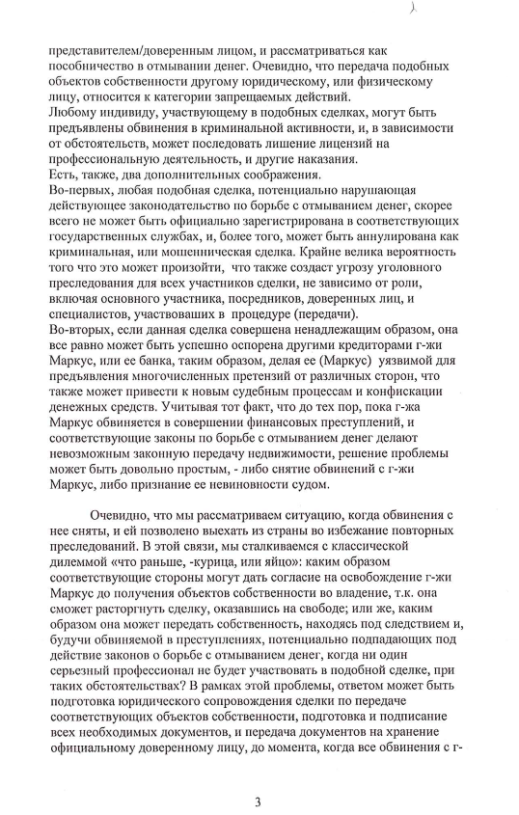 ).
представителем/доверенным лицом, и рассматриваться как
пособничество в отмывании денег. Очевидно, что передача подобных
объектов собственности другому юридическому, или физическому
лицу, относится к категории запрещаемых действий.
Любому индивиду, участвующему в подобных сделках, могут быть
предъявлены обвинения в криминальной активности, и, в зависимости
от обстоятельств, может последовать лишение лицензий на
профессиональную деятельность, и другие наказания.
Есть, также, два дополнительных соображения.
Во-первых, любая подобная сделка, потенциально нарушающая
действующее законодательство по борьбе с отмыванием денег, скорее
всего не может быть официально зарегистрирована в соответствующих
государственных службах, и, более того, может быть аннулирована как
криминальная, или мошенническая сделка. Крайне велика вероятность
того что это может произойти, что также создаст угрозу уголовного
преследования для всех участников сделки, не зависимо от роли,
включая основного участника, посредников, доверенных лиц, и
специалистов, участвоваших в процедуре (передачи).
Во-вторых, если данная сделка совершена ненадлежащим образом, она
все равно может быть успешно оспорена другими кредиторами г-жи
Маркус, или ее банка, таким образом, делая ее (Маркус) уязвимой для
предъявления многочисленных претензий от различных сторон, что
также может привести к новым судебным процессам и конфискации
денежных средств. Учитывая тот факт, что до тех пор, пока г-жа
Маркус обвиняется в совершении финансовых преступлений, и
соответствующие законы по борьбе с отмыванием денег делают
невозможным законную передачу недвижимости, решение проблемы
может быть довольно простым, - либо снятие обвинений с г-жи
Маркус, либо признание ее невиновности судом.
Очевидно, что мы рассматриваем ситуацию, когда обвинения с
нее сняты, и ей позволено выехать из страны во избежание повторных
преследований. В этой связи, мы сталкиваемся с классической
дилеммой «что раньше, -курица, или яйцо»: каким образом
соответствующие стороны могут дать согласие на освобождение г-жи
Маркус до получения объектов собственности во владение, т.к. она
сможет расторгнуть сделку, оказавшись на свободе; или же, каким
образом она может передать собственность, находясь под следствием и,
будучи обвиняемой в преступлениях, потенциально подпадающих под
действие законов о борьбе с отмыванием денег, когда ни один
серьезный профессионал не будет участвовать в подобной сделке, при
таких обстоятельствах? В рамках этой проблемы, ответом может быть
подготовка юридического сопровождения сделки по передаче
соответствующих объектов собственности, подготовка и подписание
всех необходимых документов, и передача документов на хранение
официальному доверенному лицу, до момента, когда все обвинения с г-
3